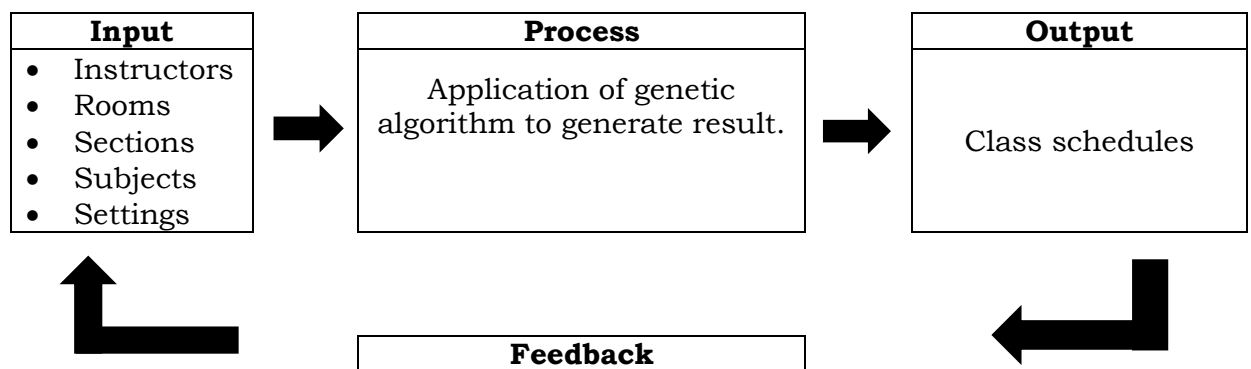 Input
• Instructors
• Rooms
• Sections
• Subjects
• Settings
Process
Application of genetic
algorithm to generate result.
Output
Class schedules
Feedback